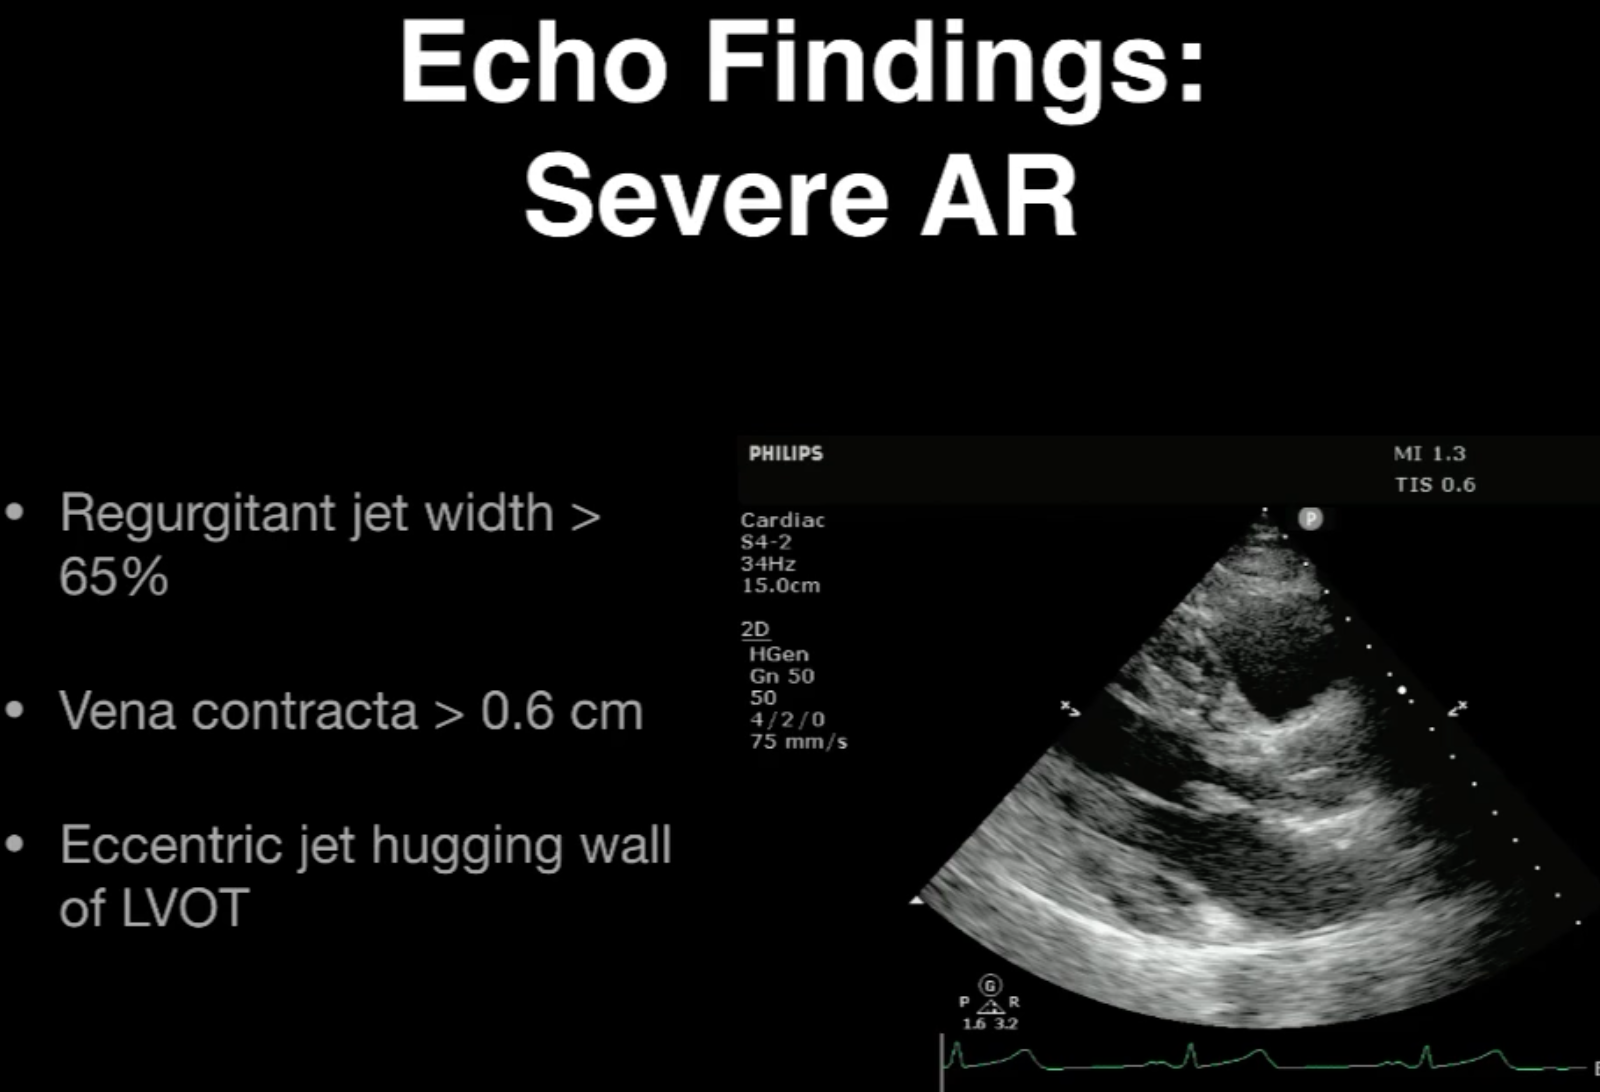 Echo Findings:
Severe AR
• Regurgitant jet width >
65%
• Vena contracta > 0.6 cm
• Eccentric jet hugging wall
of LVOT
PHILIPS
MI 1.3
TIS 0.6
Cardiac
S4-2
34Hz
15.0cm
2D
HGen
Gn 50
50
4/2/0
75 mm/s
P
x
x
G
P R
1.6 3.2